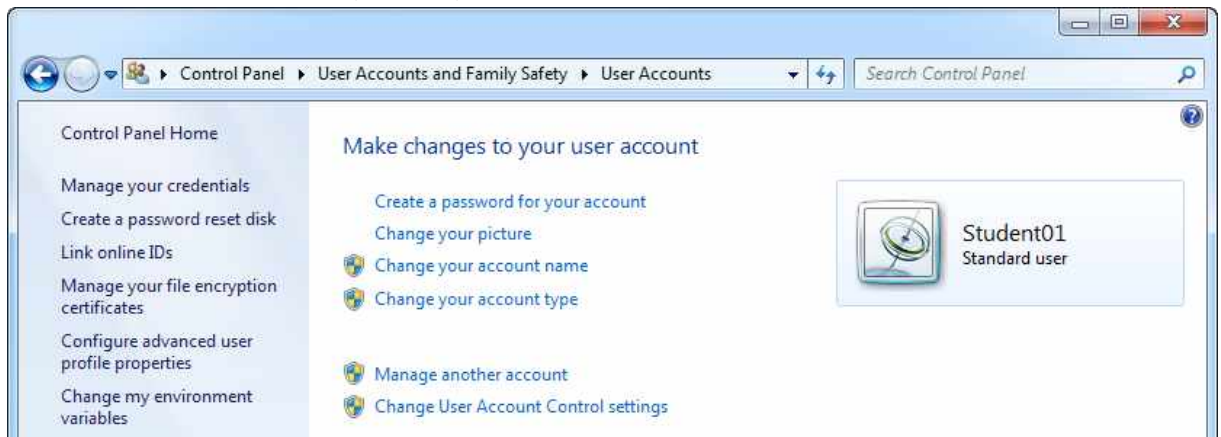 Control Panel
User Accounts and Family Safety
User Accounts
Search Control Panel
Control Panel Home
Manage your credentials
Create a password reset disk
Link online IDs
Manage your file encryption
certificates
Configure advanced user
profile properties
Change my environment
variables
Make changes to your user account
Create a password for your account
Change your picture
Change your account name
Change your account type
Manage another account
Change User Account Control settings
Student01
Standard user